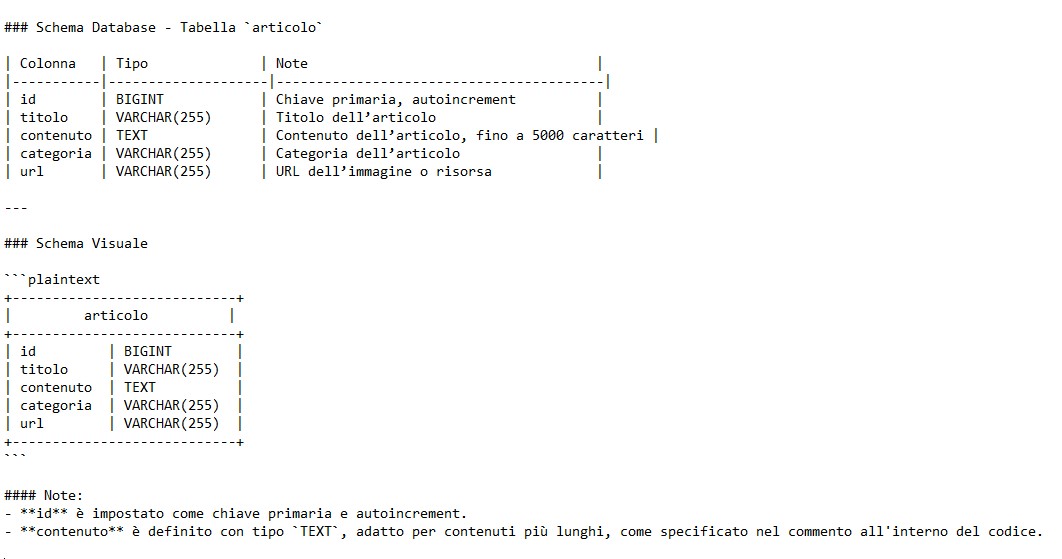 ### Schema Database - Tabella `articolo`
| Colonna   | Tipo              | Note                                    |
|-----------|-------------------|-----------------------------------------|
| id        | BIGINT            | Chiave primaria, autoincrement          |
| titolo    | VARCHAR(255)      | Titolo dell’articolo                    |
| contenuto | TEXT              | Contenuto dell’articolo, fino a 5000 caratteri |
| categoria | VARCHAR(255)      | Categoria dell’articolo                 |
| url       | VARCHAR(255)      | URL dell’immagine o risorsa             |
---
### Schema Visuale
```plaintext
+----------------------------+
|         articolo          |
+----------------------------+
| id         | BIGINT        |
| titolo     | VARCHAR(255)  |
| contenuto  | TEXT          |
| categoria  | VARCHAR(255)  |
| url        | VARCHAR(255)  |
+----------------------------+
```
#### Note:
- **id** è impostato come chiave primaria e autoincrement.
- **contenuto** è definito con tipo `TEXT`, adatto per contenuti più lunghi, come specificato nel commento all'interno del codice.